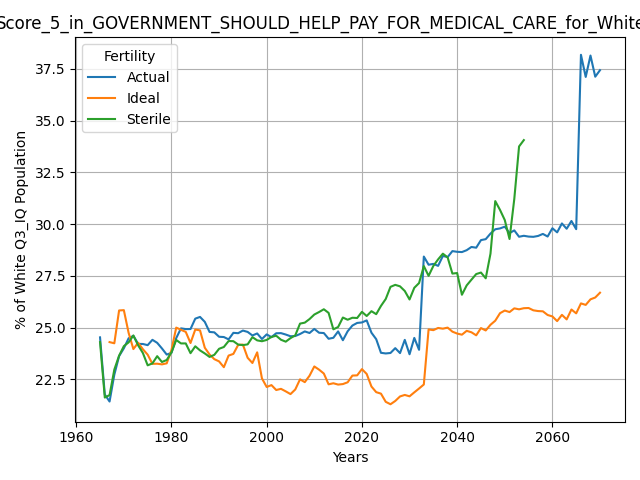 Score_5_in_GOVERNMENT_SHOULD_HELP_PAY_FOR_MEDICAL_CARE_for_White
Fertility
Actual
Ideal
Sterile
% of White Q3_IQ Population
37.5
35.0
32.5
30.0
27.5
25.0
22.5
1960 1980 2000 2020 2040 2060
Years